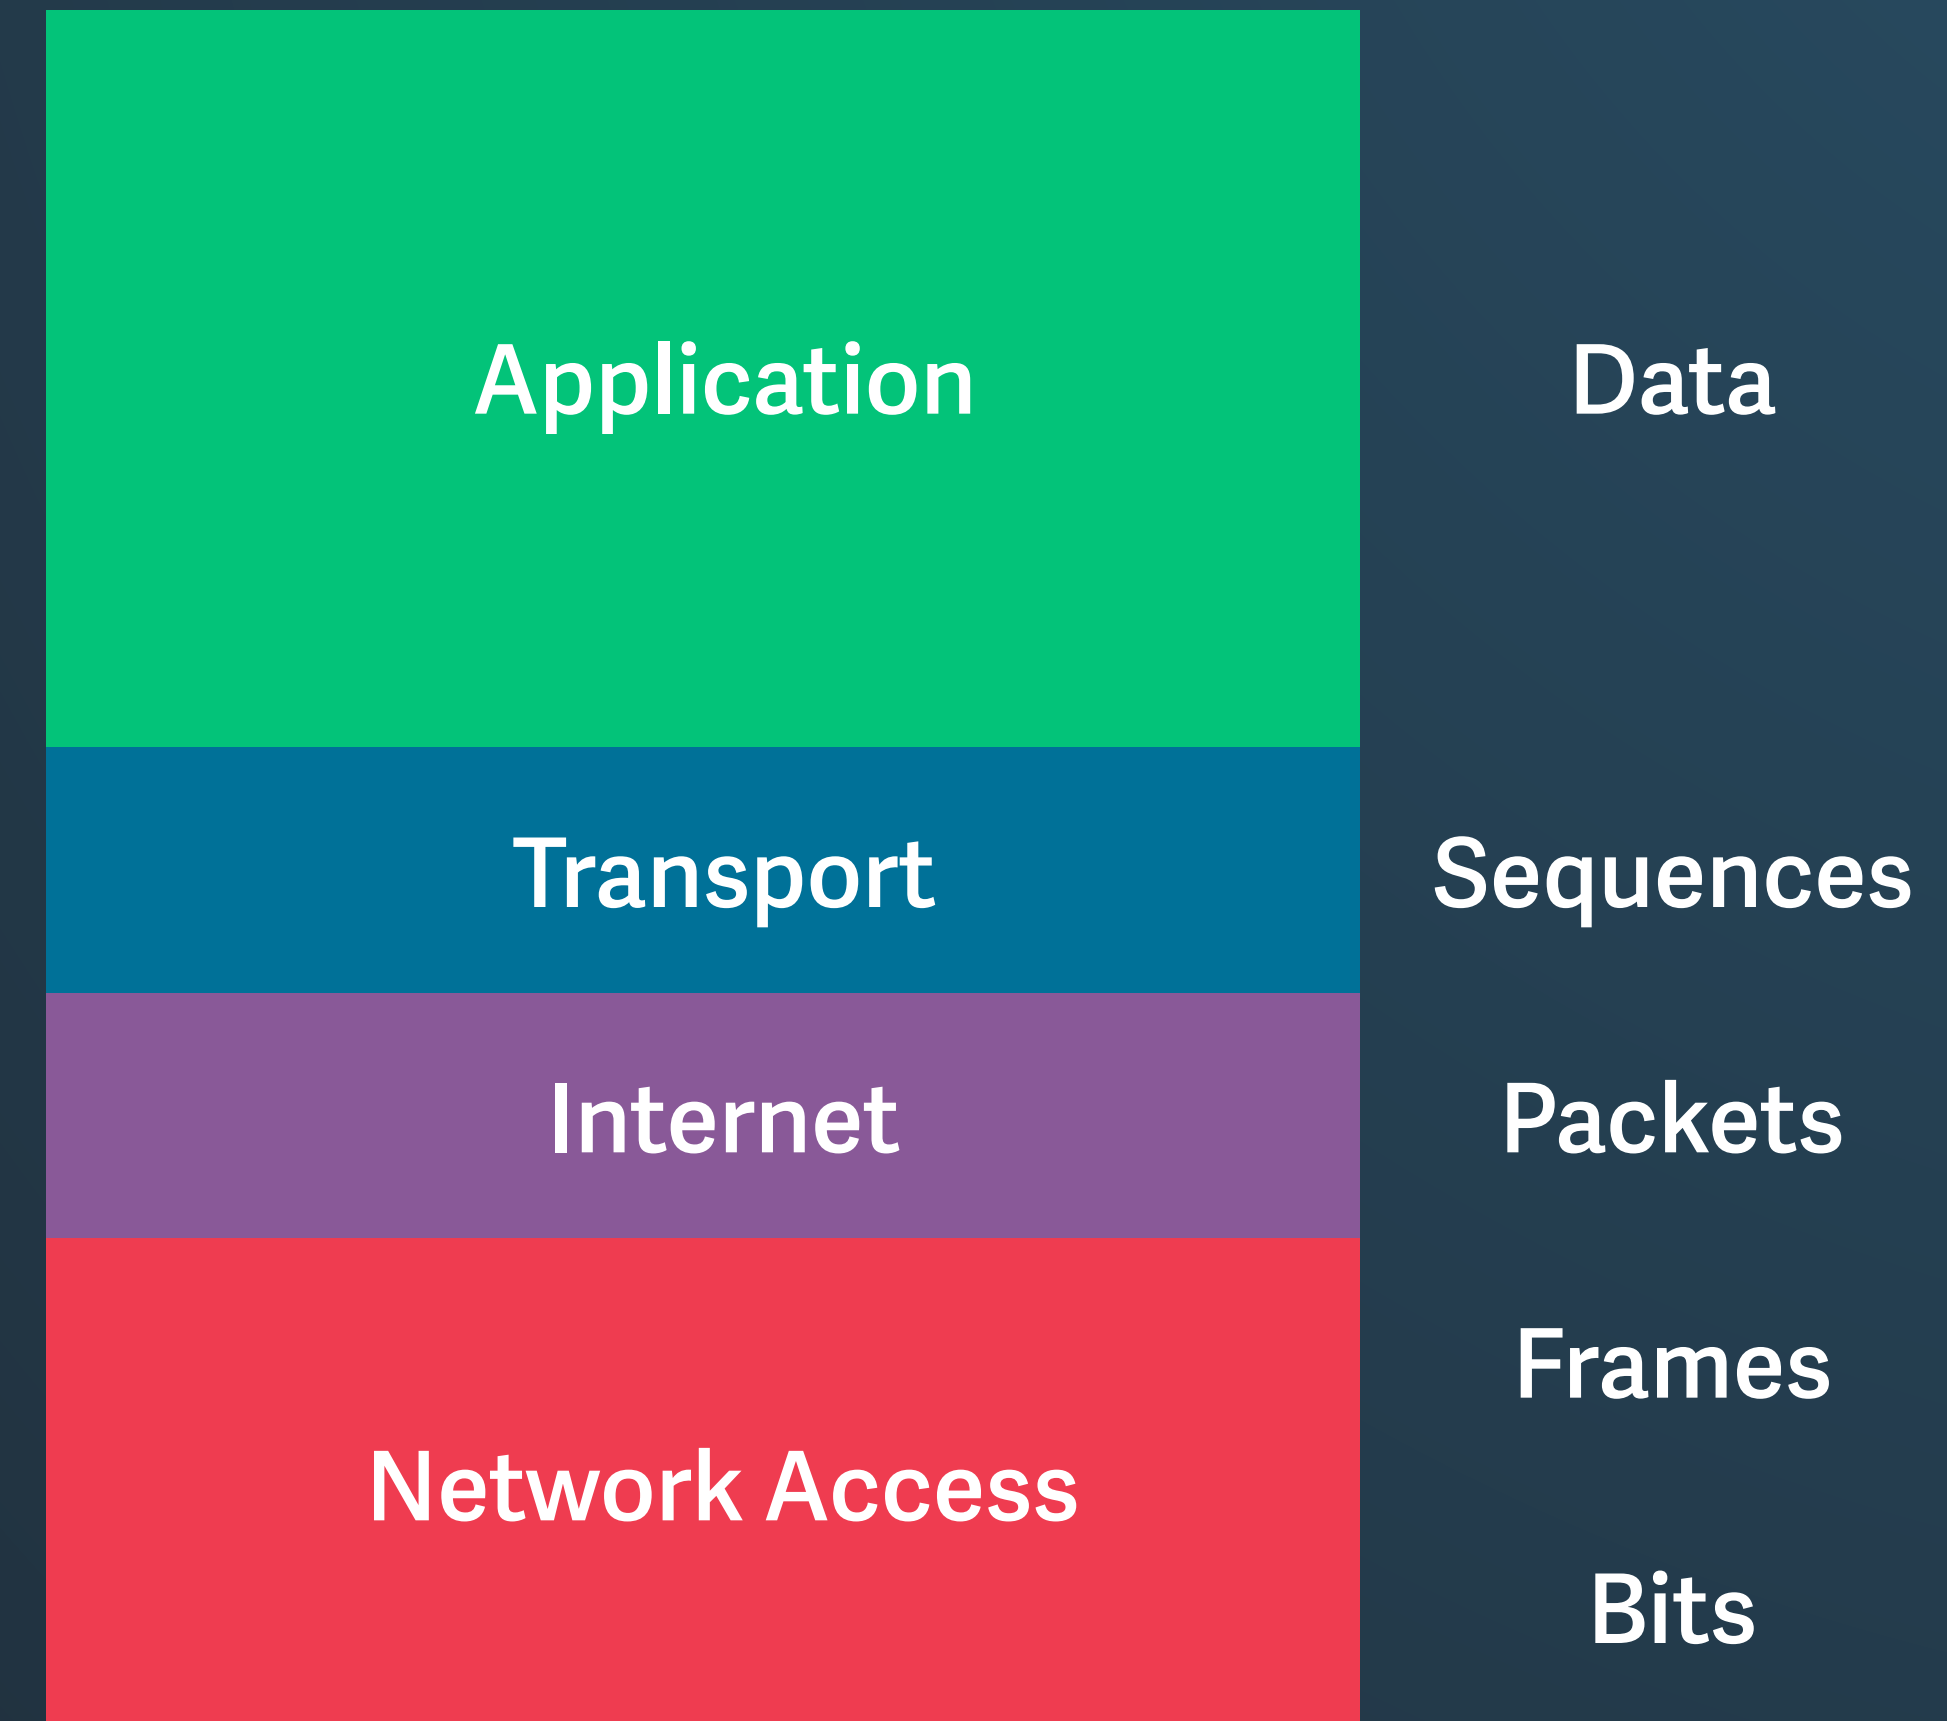 Application Data
Transport Sequences
Internet Packets
Frames
Network Access
Bits